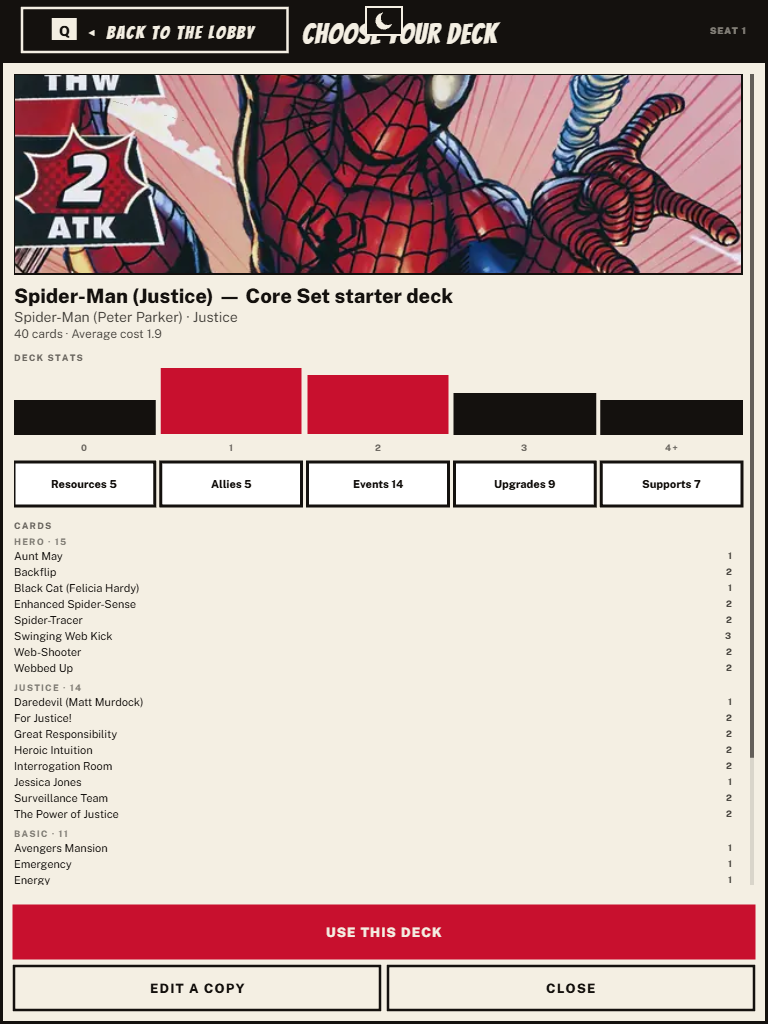 Q ◂ BACK TO THE LOBBY
CHOOSE YOUR DECK
SEAT 1
THW
2
ATK
Spider-Man (Justice) — Core Set starter deck
Spider-Man (Peter Parker) · Justice
40 cards · Average cost 1.9
DECK STATS
0 1 2 3 4+
Resources 5 Allies 5 Events 14 Upgrades 9 Supports 7
CARDS
HERO · 15
Aunt May 1
Backflip 2
Black Cat (Felicia Hardy) 1
Enhanced Spider-Sense 2
Spider-Tracer 2
Swinging Web Kick 3
Web-Shooter 2
Webbed Up 2
JUSTICE · 14
Daredevil (Matt Murdock) 1
For Justice! 2
Great Responsibility 2
Heroic Intuition 2
Interrogation Room 2
Jessica Jones 1
Surveillance Team 2
The Power of Justice 2
BASIC · 11
Avengers Mansion 1
Emergency 1
Energy 1
USE THIS DECK
EDIT A COPY CLOSE